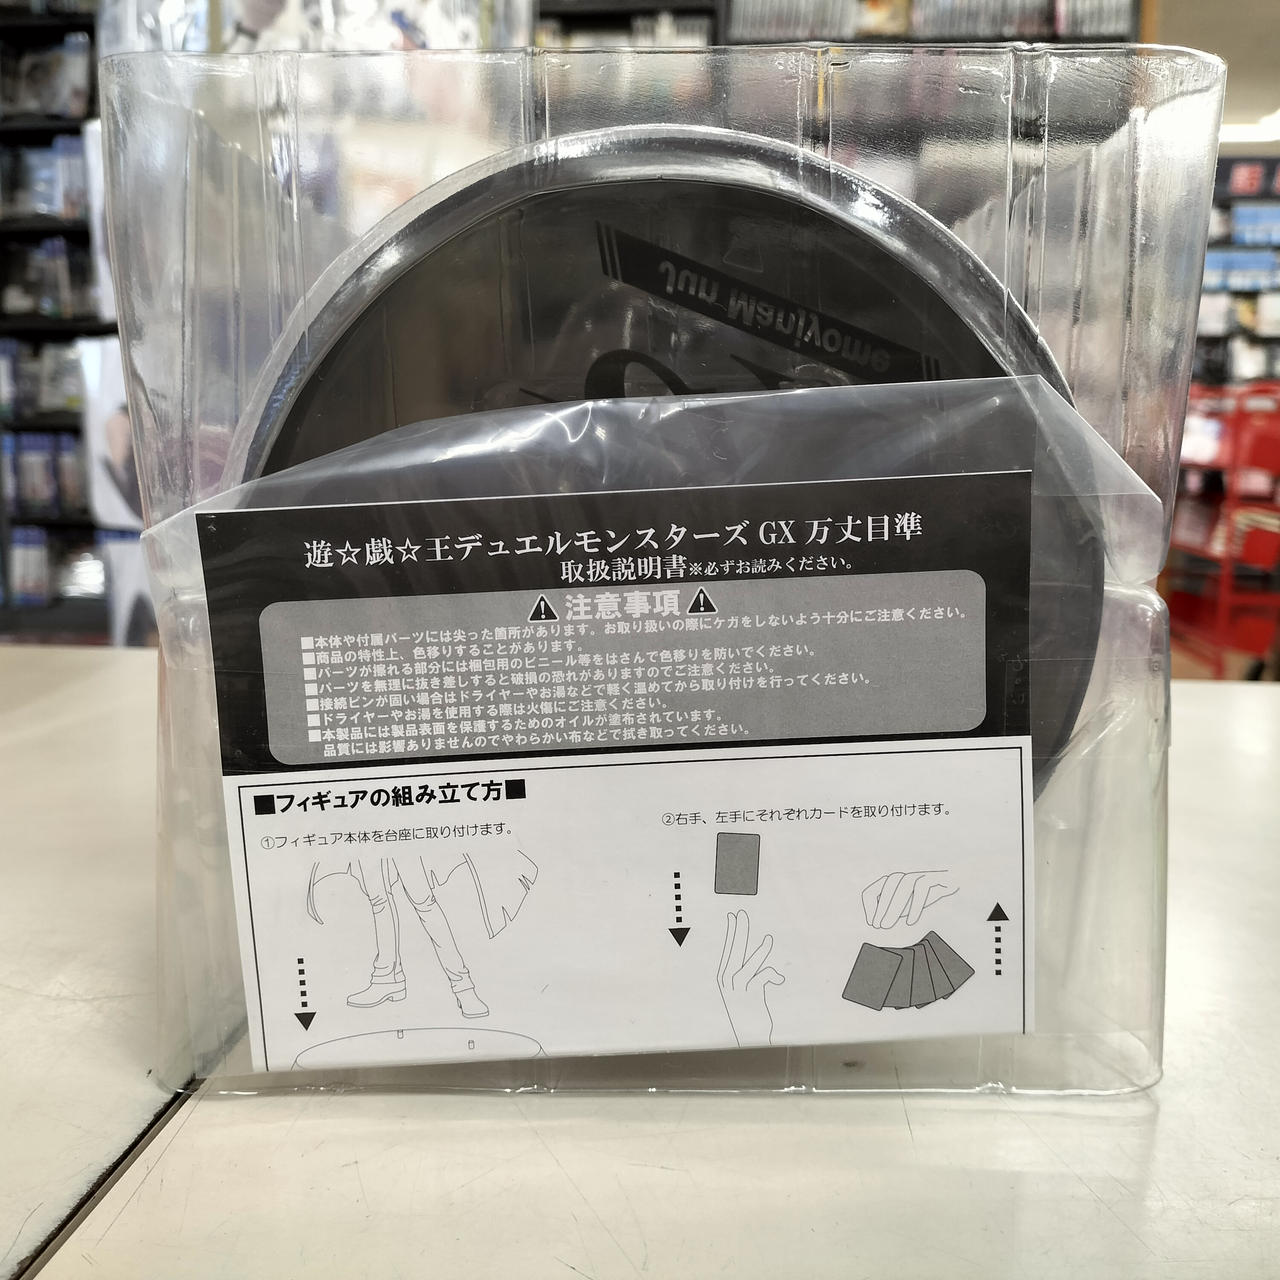 Jun Manjyome
遊☆戯☆王デュエルモンスターズ GX 万丈目準
取扱説明書※必ずお読みください。
注意事項
■本体や付属パーツには尖った箇所があります。お取り扱いの際にケガをしないよう十分にご注意ください。
■商品の特性上、色移りすることがあります。
■パーツが擦れる部分には梱包用のビニール等をはさんで色移りを防いでください。
■パーツを無理に抜き差しすると破損の恐れがありますのでご注意ください。
■接続ピンが固い場合はドライヤーやお湯などで軽く温めてから取り付けを行ってください。
■ドライヤーやお湯を使用する際は火傷にご注意ください。
■本製品には製品表面を保護するためのオイルが塗布されています。
品質には影響ありませんのでやわらかい布などで拭き取ってください。
■フィギュアの組み立て方■
①フィギュア本体を台座に取り付けます。
②右手、左手にそれぞれカードを取り付けます。